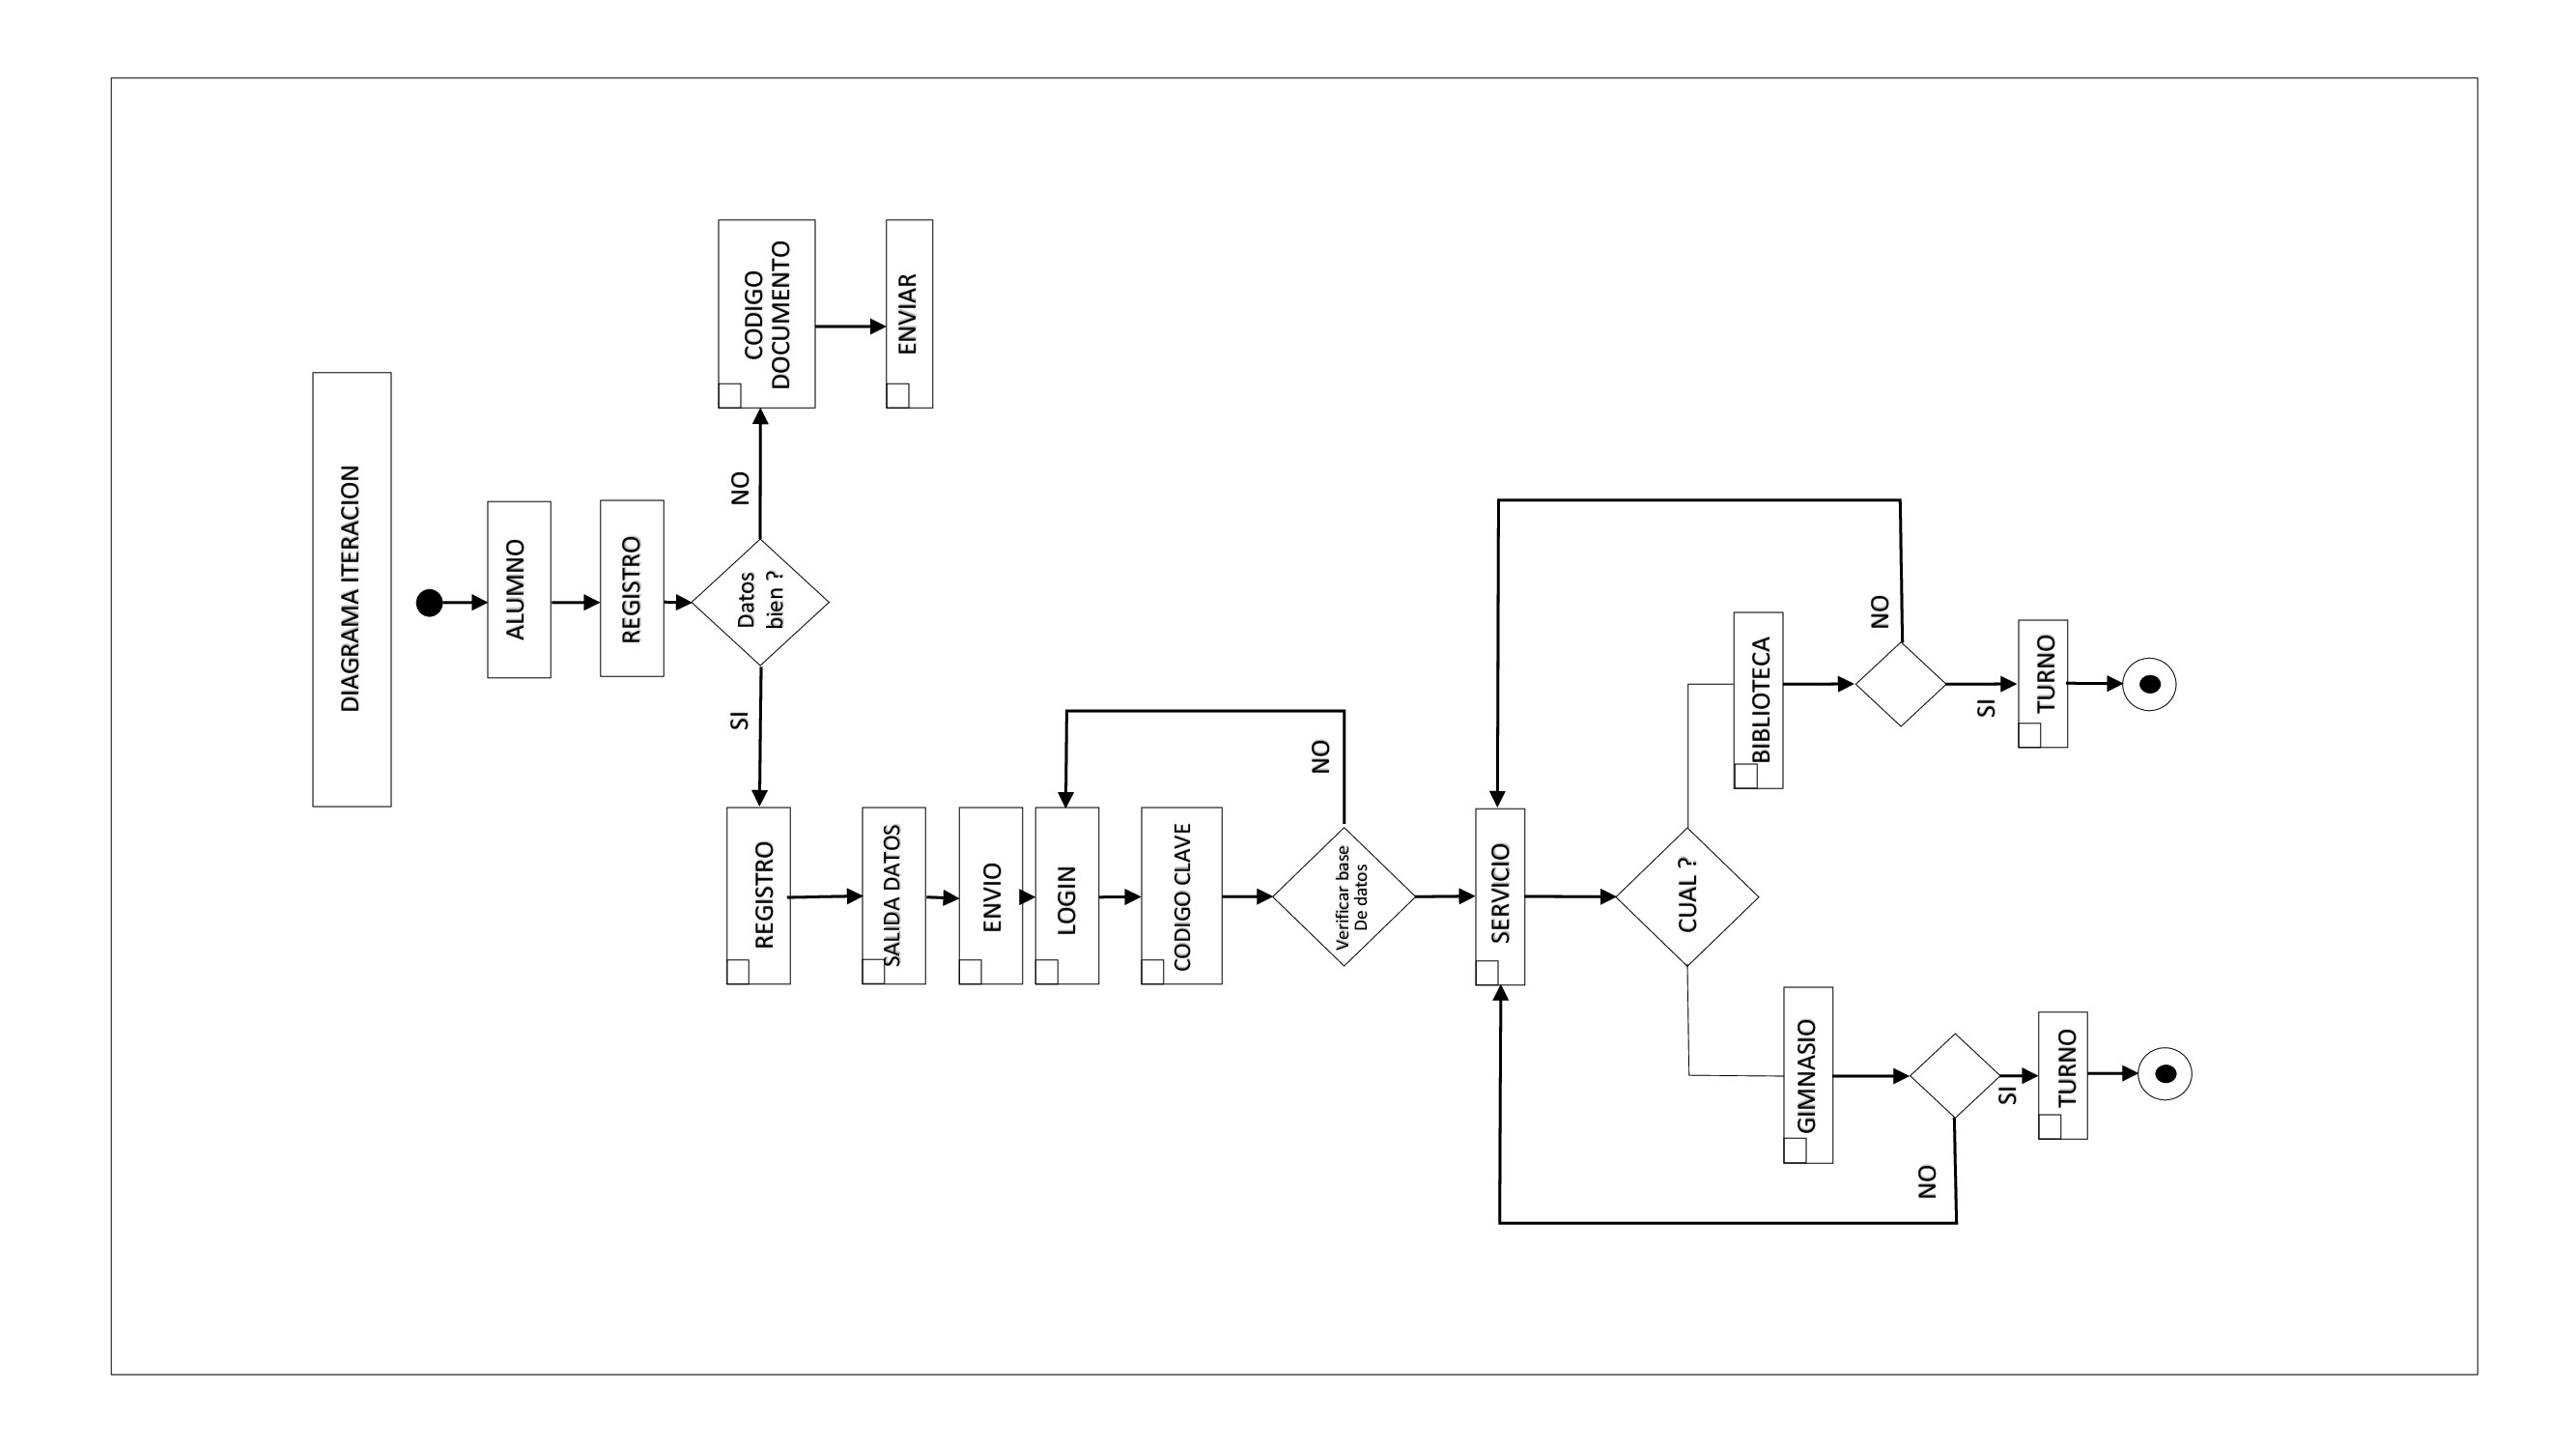 DIAGRAMA ITERACION
ALUMNO
REGISTRO
Datos
bien ?
NO
CODIGO
DOCUMENTO
ENVIAR
SI
REGISTRO
SALIDA DATOS
ENVIO
LOGIN
CODIGO CLAVE
Verificar base
De datos
NO
SERVICIO
CUAL ?
BIBLIOTECA
NO
SI
TURNO
GIMNASIO
NO
SI
TURNO